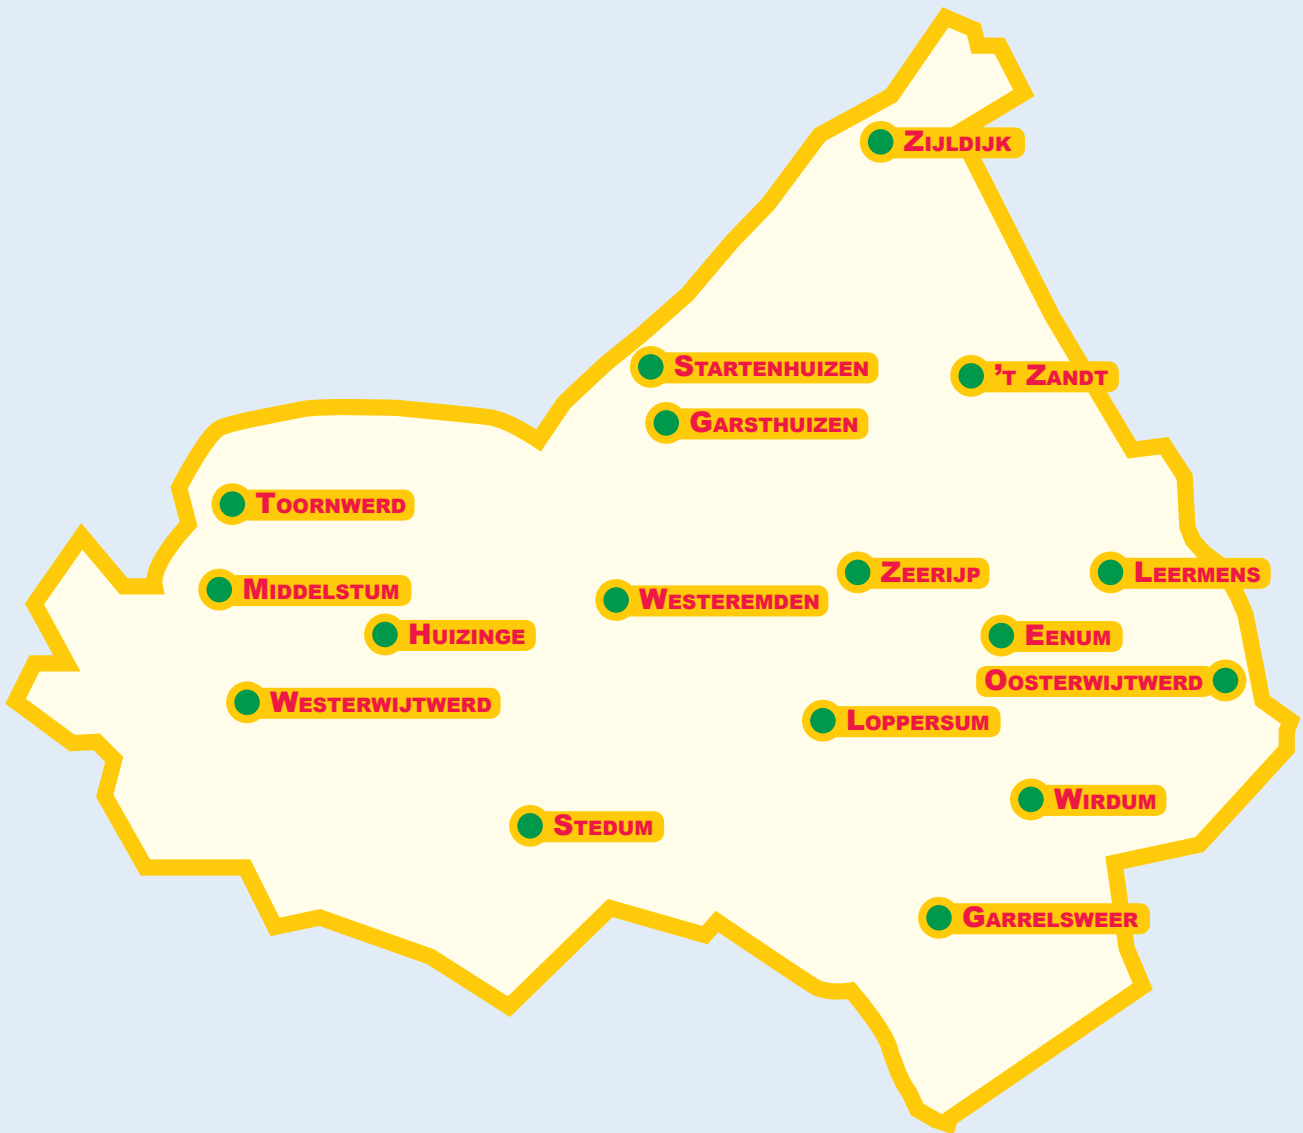 Zijldijk
Startenhuizen
't Zandt
Garsthuizen
Toornwerd
Zeerijp
Leermens
Middelstum
Westeremden
Huizinge
Eenum
Oosterwijtwerd
Westerwijtwerd
Loppersum
Wirdum
Stedum
Garrelsweer